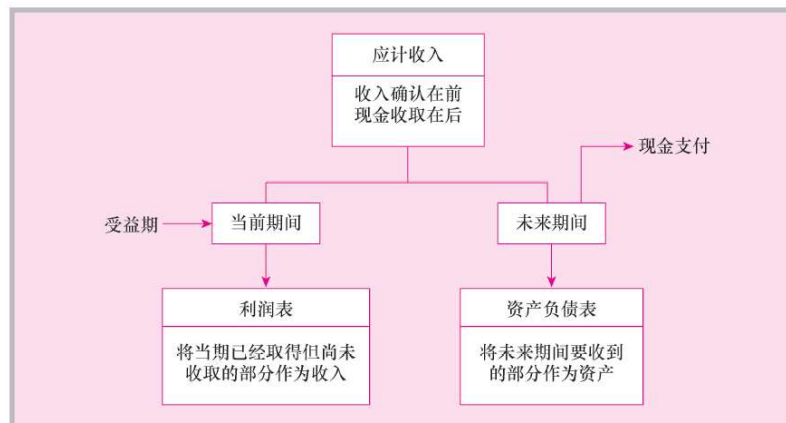 应计收入
收入确认在前
现金收取在后
现金支付
受益期
当前期间
未来期间
利润表
将当期已经取得但尚未
收取的部分作为收入
资产负债表
将未来期间要收到
的部分作为资产